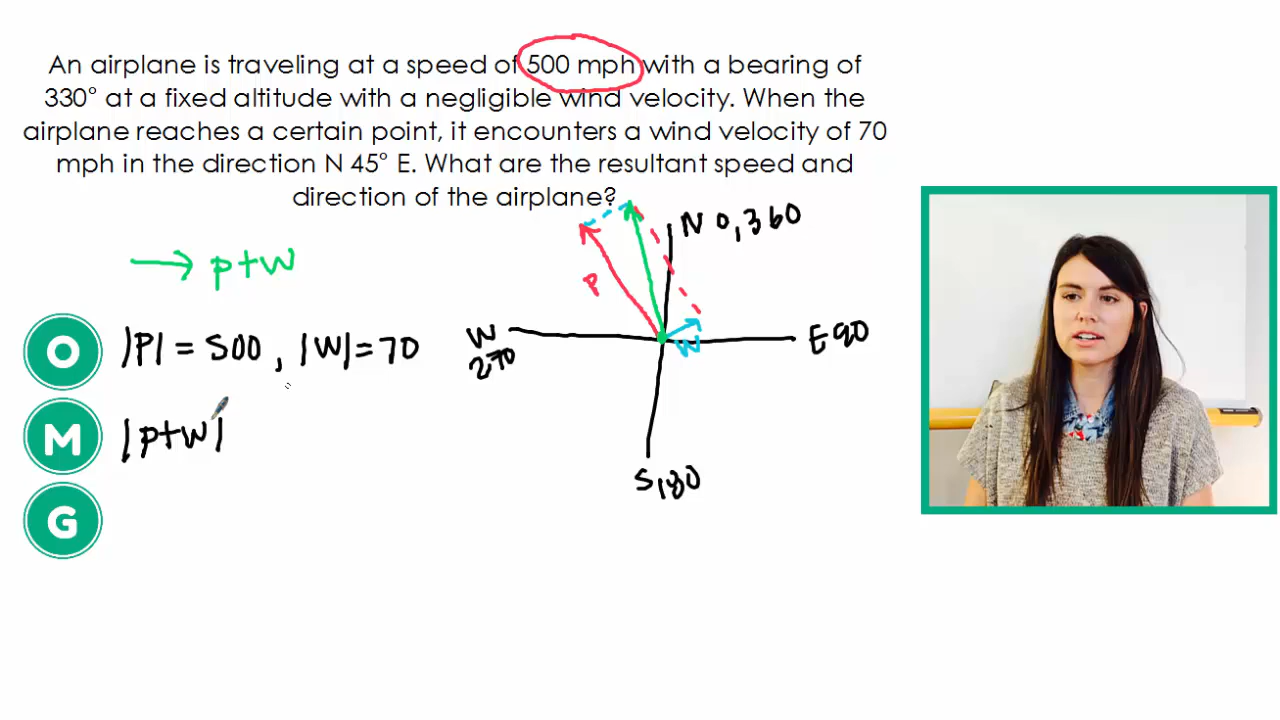 An airplane is traveling at a speed of 500 mph with a bearing of
330° at a fixed altitude with a negligible wind velocity. When the
airplane reaches a certain point, it encounters a wind velocity of 70
mph in the direction N 45° E. What are the resultant speed and
direction of the airplane?
N 0,360
p+w
P
O |P| = 500, |W| = 70
W
270
E 90
W
M |p+w|
S,180
G